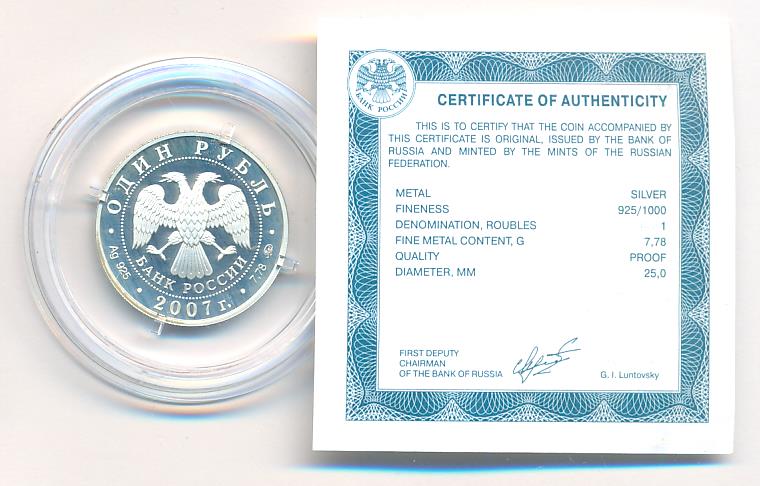 ОДИН РУБЛЬ
БАНК РОССИИ
Ag 925
7,78
2007 г.
БАНК РОССИИ
CERTIFICATE OF AUTHENTICITY
THIS IS TO CERTIFY THAT THE COIN ACCOMPANIED BY
THIS CERTIFICATE IS ORIGINAL, ISSUED BY THE BANK OF
RUSSIA AND MINTED BY THE MINTS OF THE RUSSIAN
FEDERATION.
METAL SILVER
FINENESS 925/1000
DENOMINATION, ROUBLES 1
FINE METAL CONTENT, G 7,78
QUALITY PROOF
DIAMETER, MM 25,0
FIRST DEPUTY
CHAIRMAN
OF THE BANK OF RUSSIA G. I. Luntovsky